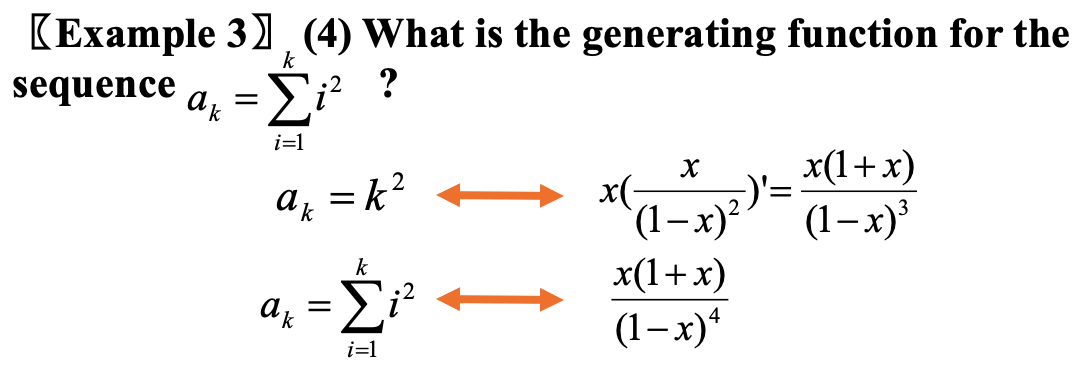 〖Example 3〗 (4) What is the generating function for the
sequence $a_k = \sum_{i=1}^{k} i^2$ ?
$a_k = k^2$ ⟷ $x(\frac{x}{(1-x)^2})' = \frac{x(1+x)}{(1-x)^3}$
$a_k = \sum_{i=1}^{k} i^2$ ⟷ $\frac{x(1+x)}{(1-x)^4}$